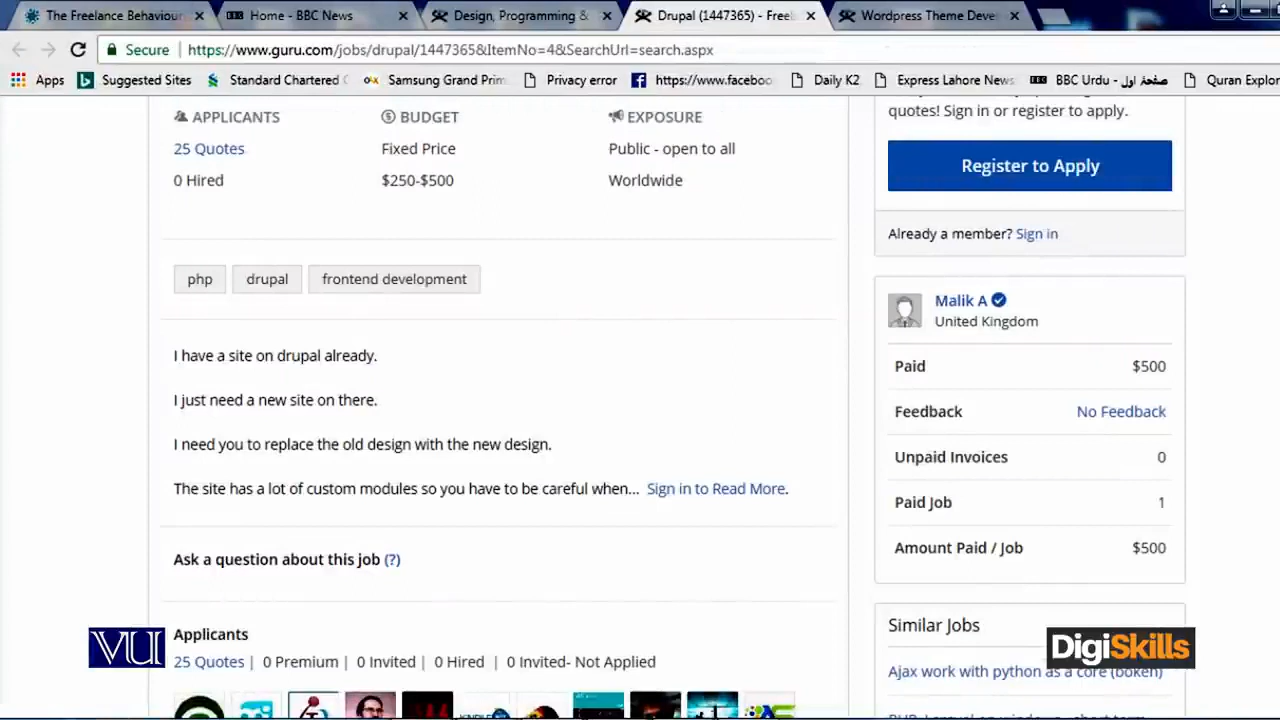 The Freelance Behaviour
Home - BBC News
Design, Programming &
Drupal (1447365) - Free
Wordpress Theme Deve
Secure
https://www.guru.com/jobs/drupal/1447365&ItemNo=4&SearchUrl=search.aspx
Apps
Suggested Sites
Standard Chartered
Samsung Grand Prim
Privacy error
https://www.faceboo
Daily K2
Express Lahore News
BBC Urdu - صفحۂ اول
Quran Explor
APPLICANTS
BUDGET
EXPOSURE
25 Quotes
Fixed Price
Public - open to all
0 Hired
$250-$500
Worldwide
php
drupal
frontend development
I have a site on drupal already.
I just need a new site on there.
I need you to replace the old design with the new design.
The site has a lot of custom modules so you have to be careful when... Sign in to Read More.
Ask a question about this job (?)
Applicants
25 Quotes | 0 Premium | 0 Invited | 0 Hired | 0 Invited- Not Applied
quotes! Sign in or register to apply.
Register to Apply
Already a member? Sign in
Malik A
United Kingdom
Paid $500
Feedback No Feedback
Unpaid Invoices 0
Paid Job 1
Amount Paid / Job $500
Similar Jobs
Ajax work with python as a core (boken)
VU
DigiSkills